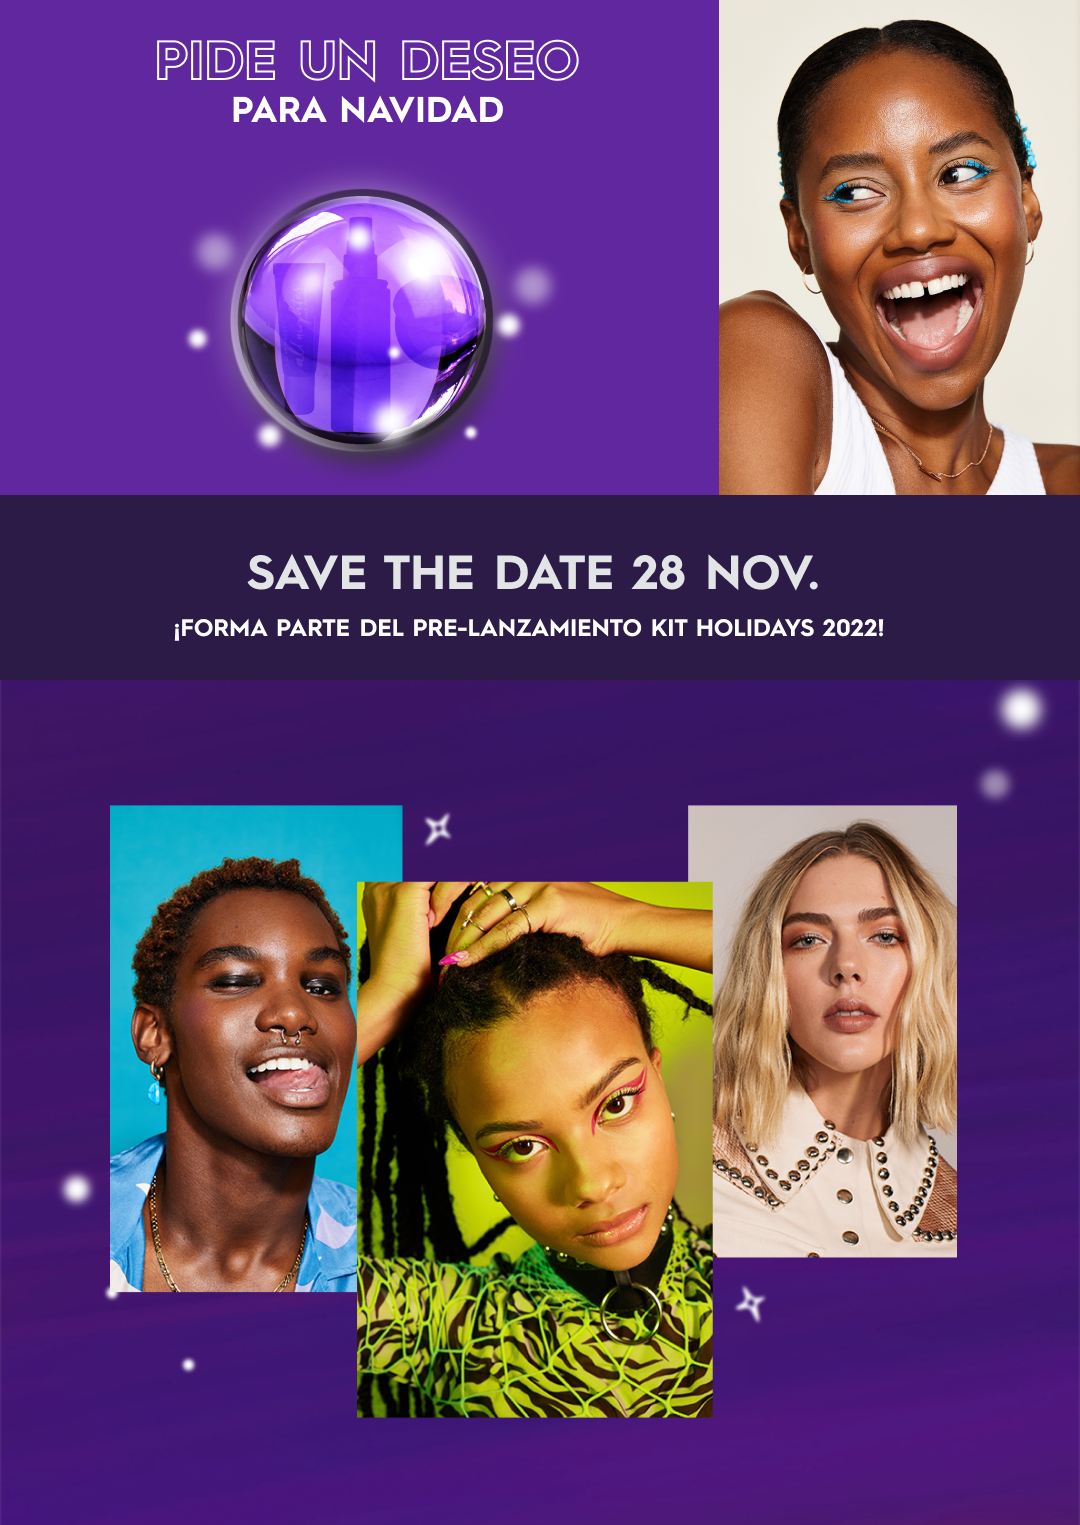 PIDE UN DESEO
PARA NAVIDAD
SAVE THE DATE 28 NOV.
¡FORMA PARTE DEL PRE-LANZAMIENTO KIT HOLIDAYS 2022!